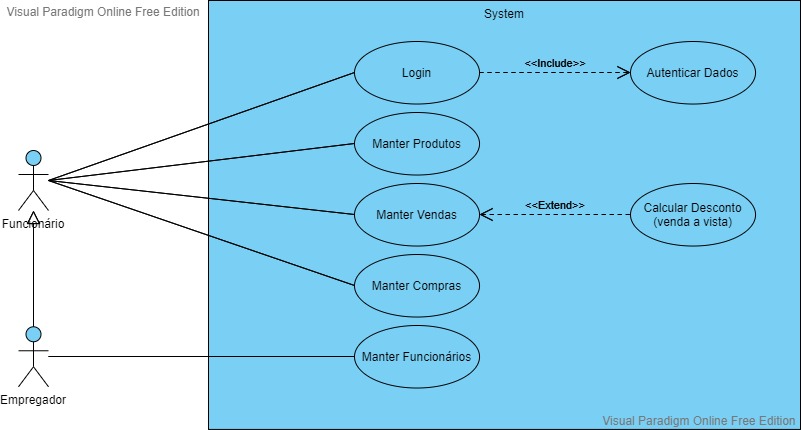 Visual Paradigm Online Free Edition
System
Login
<<Include>>
Autenticar Dados
Manter Produtos
Funcionário
Manter Vendas
<<Extend>>
Calcular Desconto
(venda a vista)
Manter Compras
Manter Funcionários
Empregador
Visual Paradigm Online Free Edition